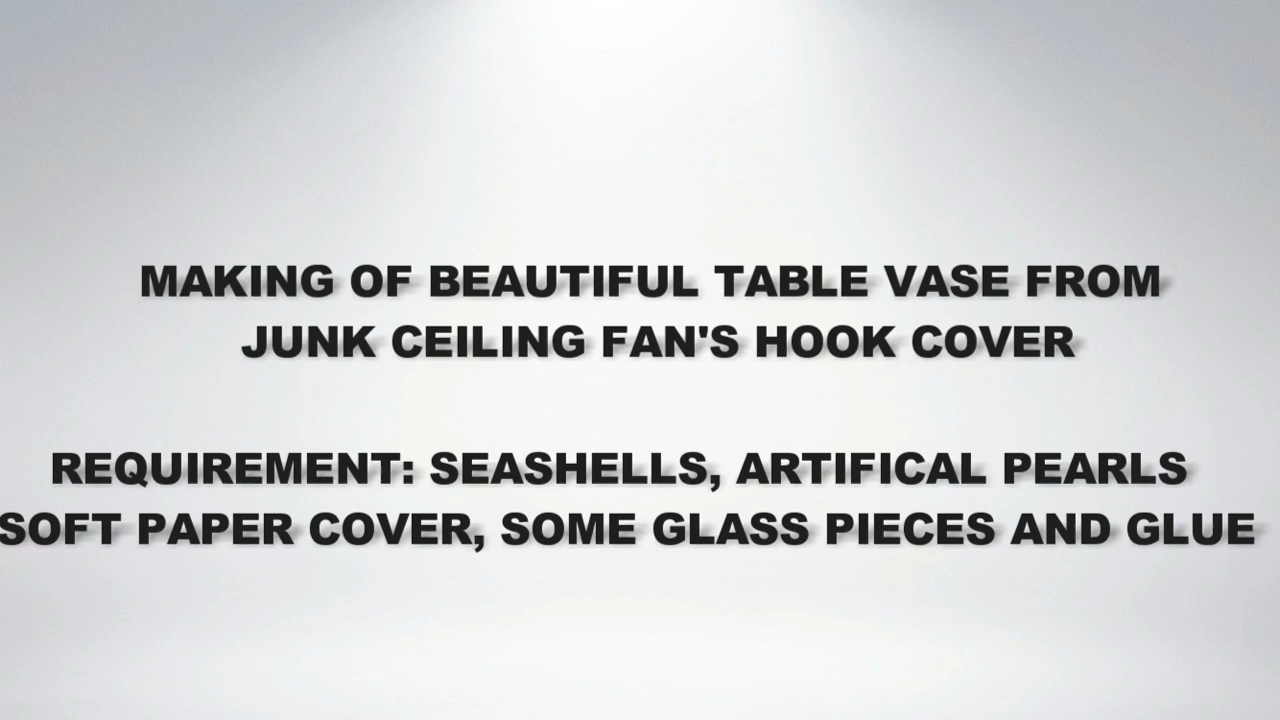 MAKING OF BEAUTIFUL TABLE VASE FROM
JUNK CEILING FAN'S HOOK COVER
REQUIREMENT: SEASHELLS, ARTIFICAL PEARLS
SOFT PAPER COVER, SOME GLASS PIECES AND GLUE